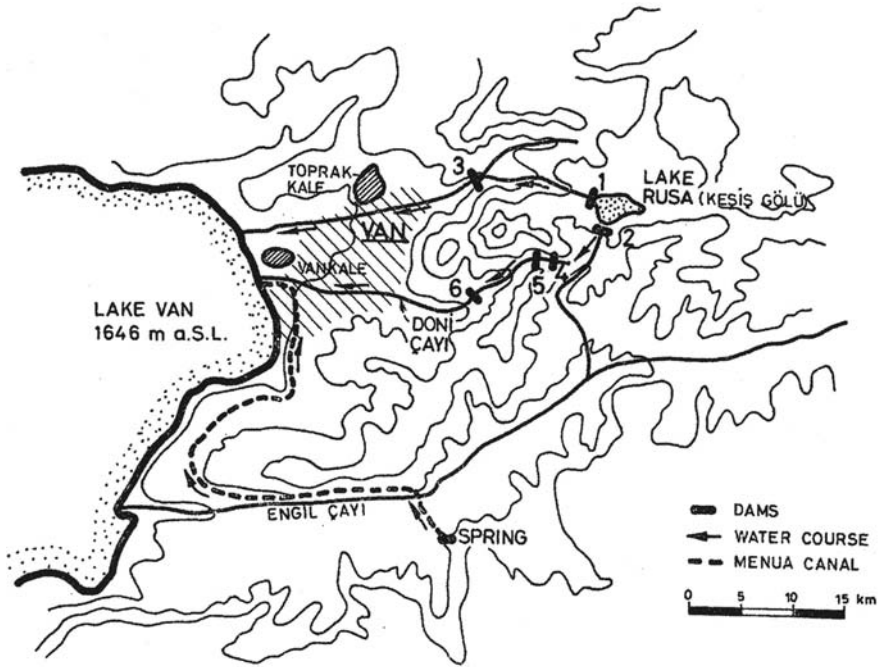 3
1
LAKE
RUSA (KEŞİŞ GÖLÜ)
TOPRAK-
KALE
VAN
2
VANKALE
4
5
6
DONİ
ÇAYI
LAKE VAN
1646 m a.S.L.
ENGİL ÇAYI
SPRING
DAMS
WATER COURSE
MENUA CANAL
0 5 10 15 km